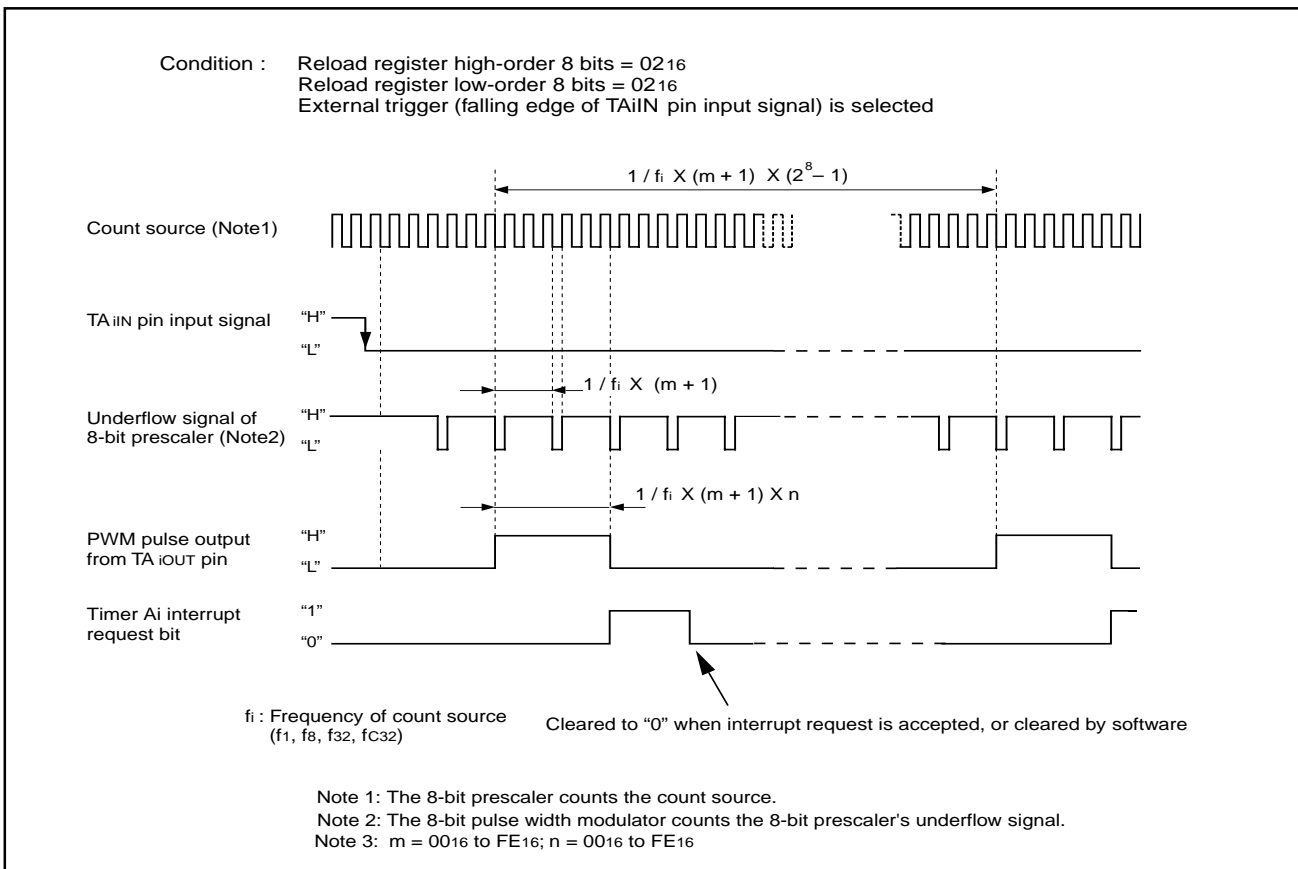 Condition : Reload register high-order 8 bits = 0216
Reload register low-order 8 bits = 0216
External trigger (falling edge of TAiIN pin input signal) is selected
1 / fi X (m + 1) X (2^8 – 1)
Count source (Note1)
TAiIN pin input signal
“H”
“L”
1 / fi X (m + 1)
Underflow signal of
8-bit prescaler (Note2)
“H”
“L”
1 / fi X (m + 1) X n
PWM pulse output
from TAiOUT pin
“H”
“L”
Timer Ai interrupt
request bit
“1”
“0”
fi : Frequency of count source
(f1, f8, f32, fC32)
Cleared to “0” when interrupt request is accepted, or cleared by software
Note 1: The 8-bit prescaler counts the count source.
Note 2: The 8-bit pulse width modulator counts the 8-bit prescaler's underflow signal.
Note 3: m = 0016 to FE16; n = 0016 to FE16